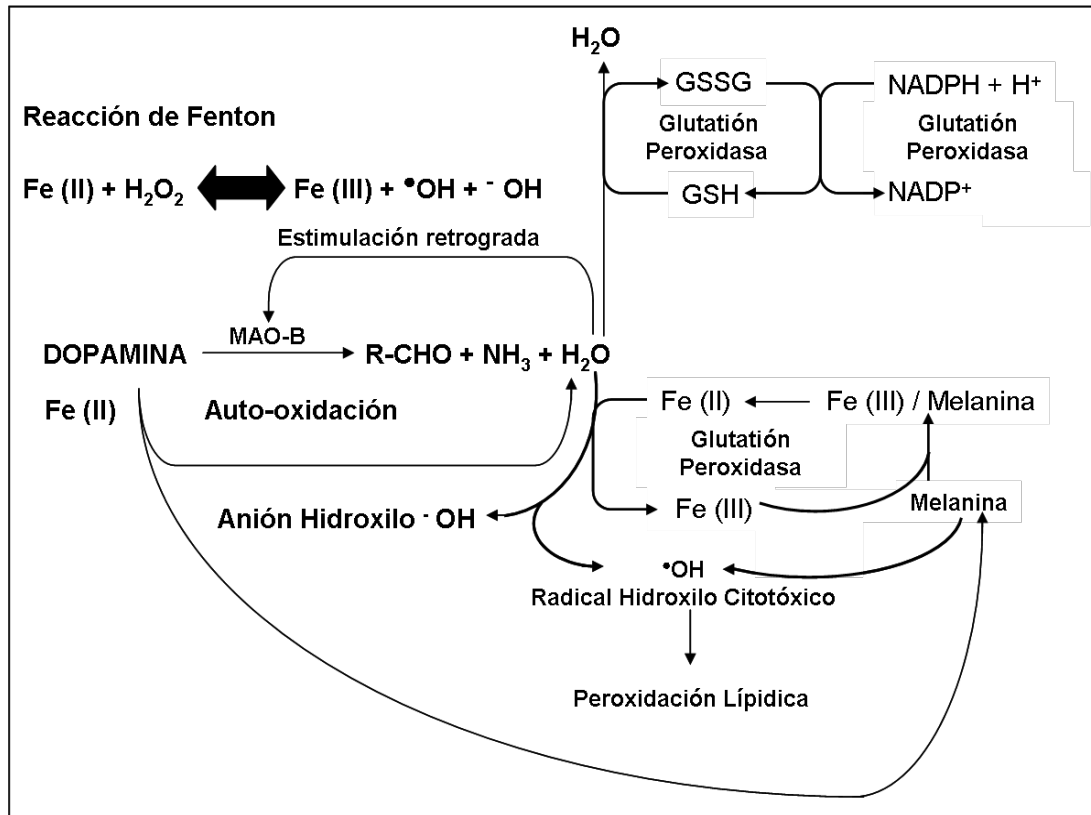 H₂O
GSSG
NADPH + H⁺
Glutatión
Peroxidasa
Glutatión
Peroxidasa
GSH
NADP⁺
Reacción de Fenton
Fe (II) + H₂O₂
Fe (III) + •OH + ⁻ OH
Estimulación retrograda
MAO-B
DOPAMINA
R-CHO + NH₃ + H₂O
Fe (II)
Auto-oxidación
Fe (II)
Fe (III) / Melanina
Glutatión
Peroxidasa
Fe (III)
Melanina
Anión Hidroxilo ⁻ OH
•OH
Radical Hidroxilo Citotóxico
Peroxidación Lípidica